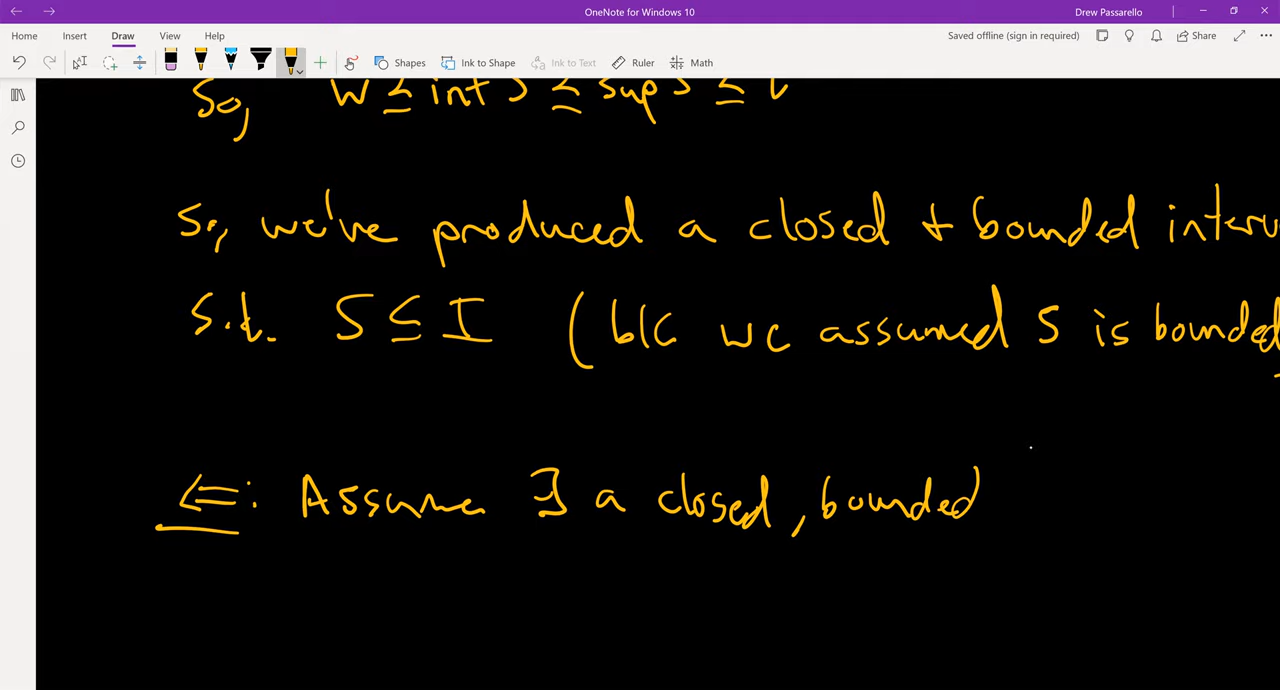 OneNote for Windows 10
Drew Passarello
Home Insert Draw View Help
Saved offline (sign in required)
Share
Shapes Ink to Shape Ink to Text Ruler Math
So, w ≤ inf S ≤ sup S ≤
So, we've produced a closed + bounded interv
s.t. S ⊆ I (b/c we assumed S is bounded
⇐: Assume ∃ a closed, bounded